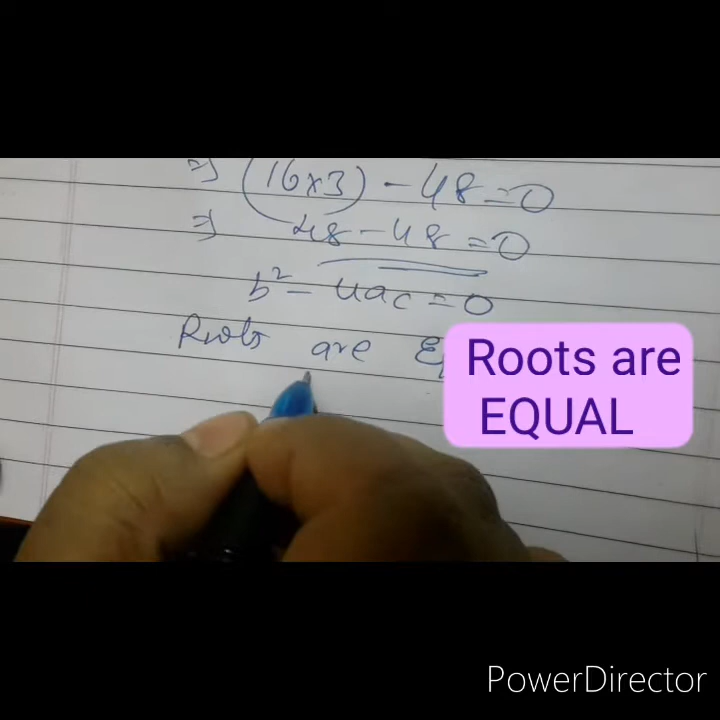 ⇒ (16×3) - 48 = 0
⇒ 48 - 48 = 0
b² - 4ac = 0
Roots are
Roots are
EQUAL
PowerDirector